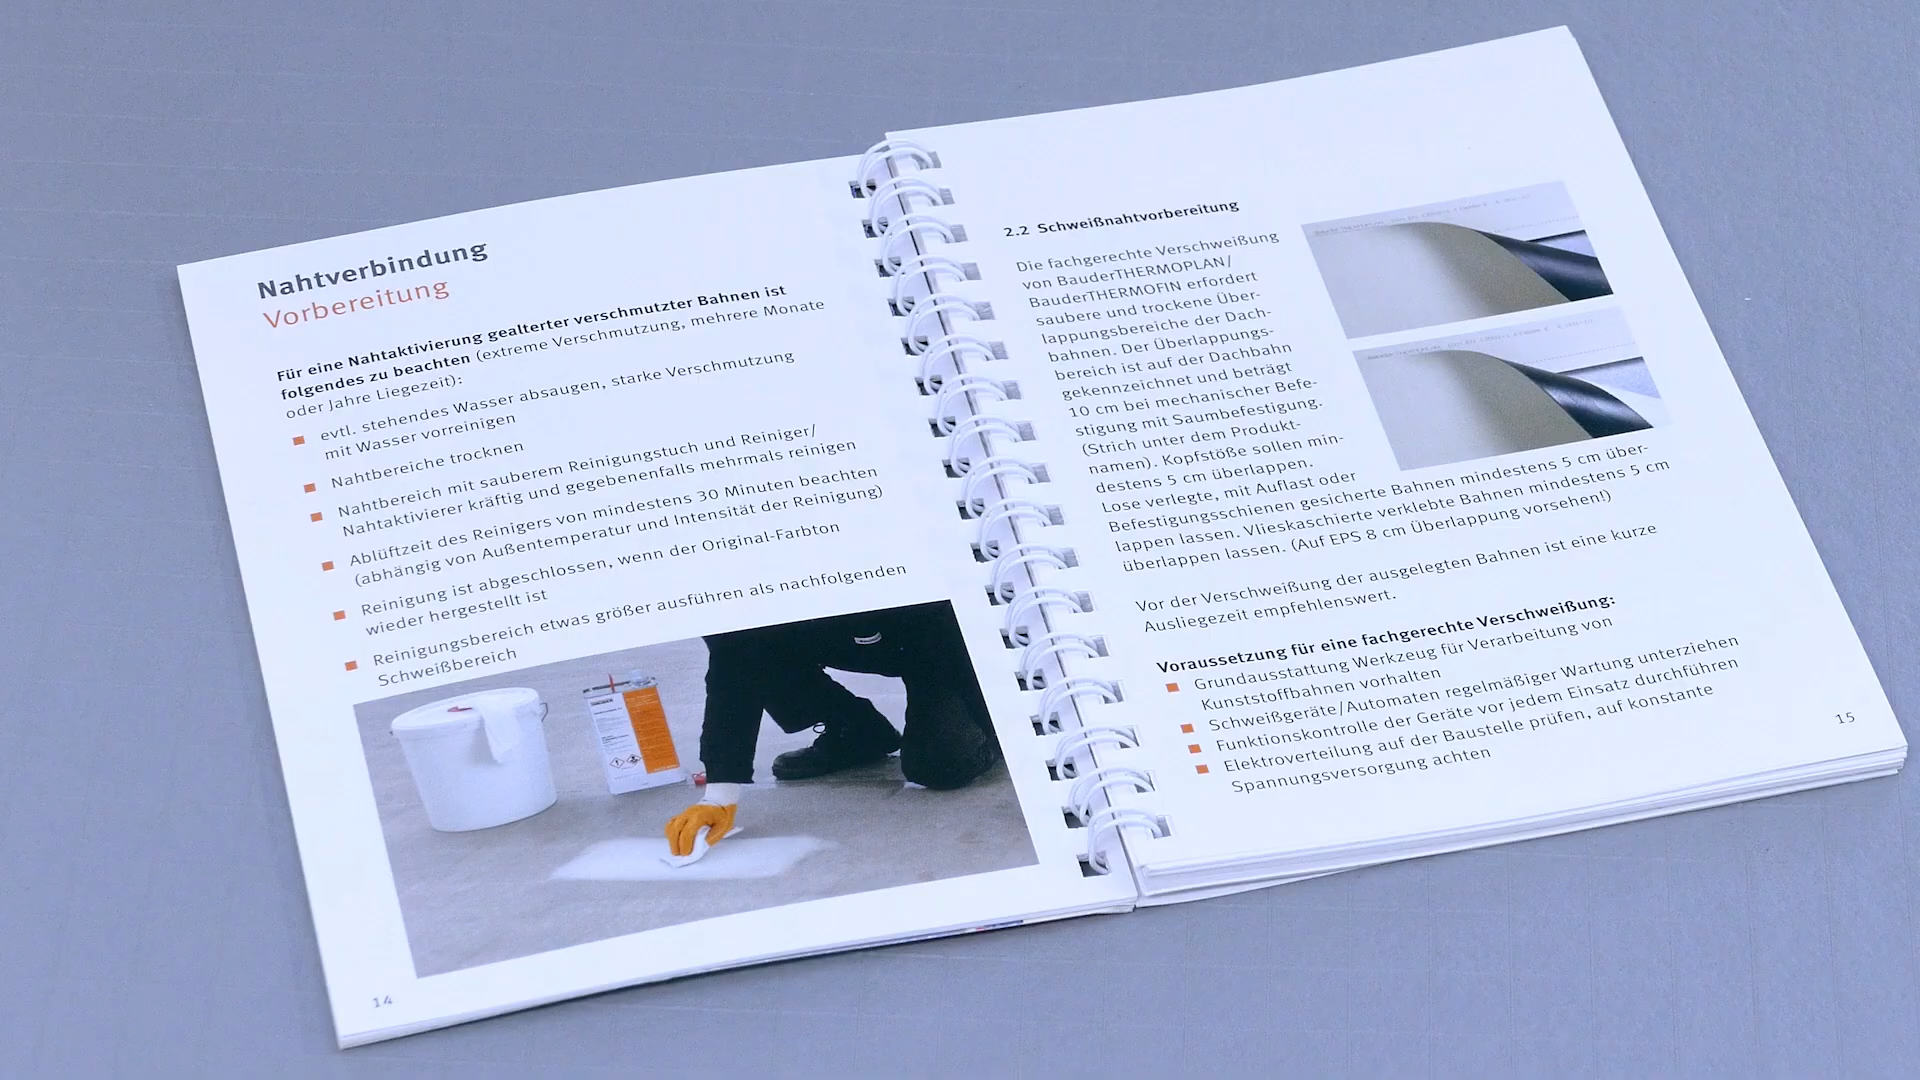 Nahtverbindung
Vorbereitung
Für eine Nahtaktivierung gealterter verschmutzter Bahnen ist
folgendes zu beachten (extreme Verschmutzung, mehrere Monate
oder Jahre Liegezeit):
evtl. stehendes Wasser absaugen, starke Verschmutzung
mit Wasser vorreinigen
Nahtbereiche trocknen
Nahtbereich mit sauberem Reinigungstuch und Reiniger/
Nahtaktivierer kräftig und gegebenenfalls mehrmals reinigen
Ablüftzeit des Reinigers von mindestens 30 Minuten beachten
(abhängig von Außentemperatur und Intensität der Reinigung)
Reinigung ist abgeschlossen, wenn der Original-Farbton
wieder hergestellt ist
Reinigungsbereich etwas größer ausführen als nachfolgenden
Schweißbereich
14
2.2 Schweißnahtvorbereitung
Die fachgerechte Verschweißung
von BauderTHERMOPLAN/
BauderTHERMOFIN erfordert
saubere und trockene Über-
lappungsbereiche der Dach-
bahnen. Der Überlappungs-
bereich ist auf der Dachbahn
gekennzeichnet und beträgt
10 cm bei mechanischer Befe-
stigung mit Saumbefestigung.
(Strich unter dem Produkt-
namen). Kopfstöße sollen min-
destens 5 cm überlappen.
Lose verlegte, mit Auflast oder
Befestigungsschienen gesicherte Bahnen mindestens 5 cm über-
lappen lassen. Vlieskaschierte verklebte Bahnen mindestens 5 cm
überlappen lassen. (Auf EPS 8 cm Überlappung vorsehen!)
Vor der Verschweißung der ausgelegten Bahnen ist eine kurze
Ausliegezeit empfehlenswert.
Voraussetzung für eine fachgerechte Verschweißung:
Grundausstattung Werkzeug für Verarbeitung von
Kunststoffbahnen vorhalten
Schweißgeräte/Automaten regelmäßiger Wartung unterziehen
Funktionskontrolle der Geräte vor jedem Einsatz durchführen
Elektroverteilung auf der Baustelle prüfen, auf konstante
Spannungsversorgung achten
15